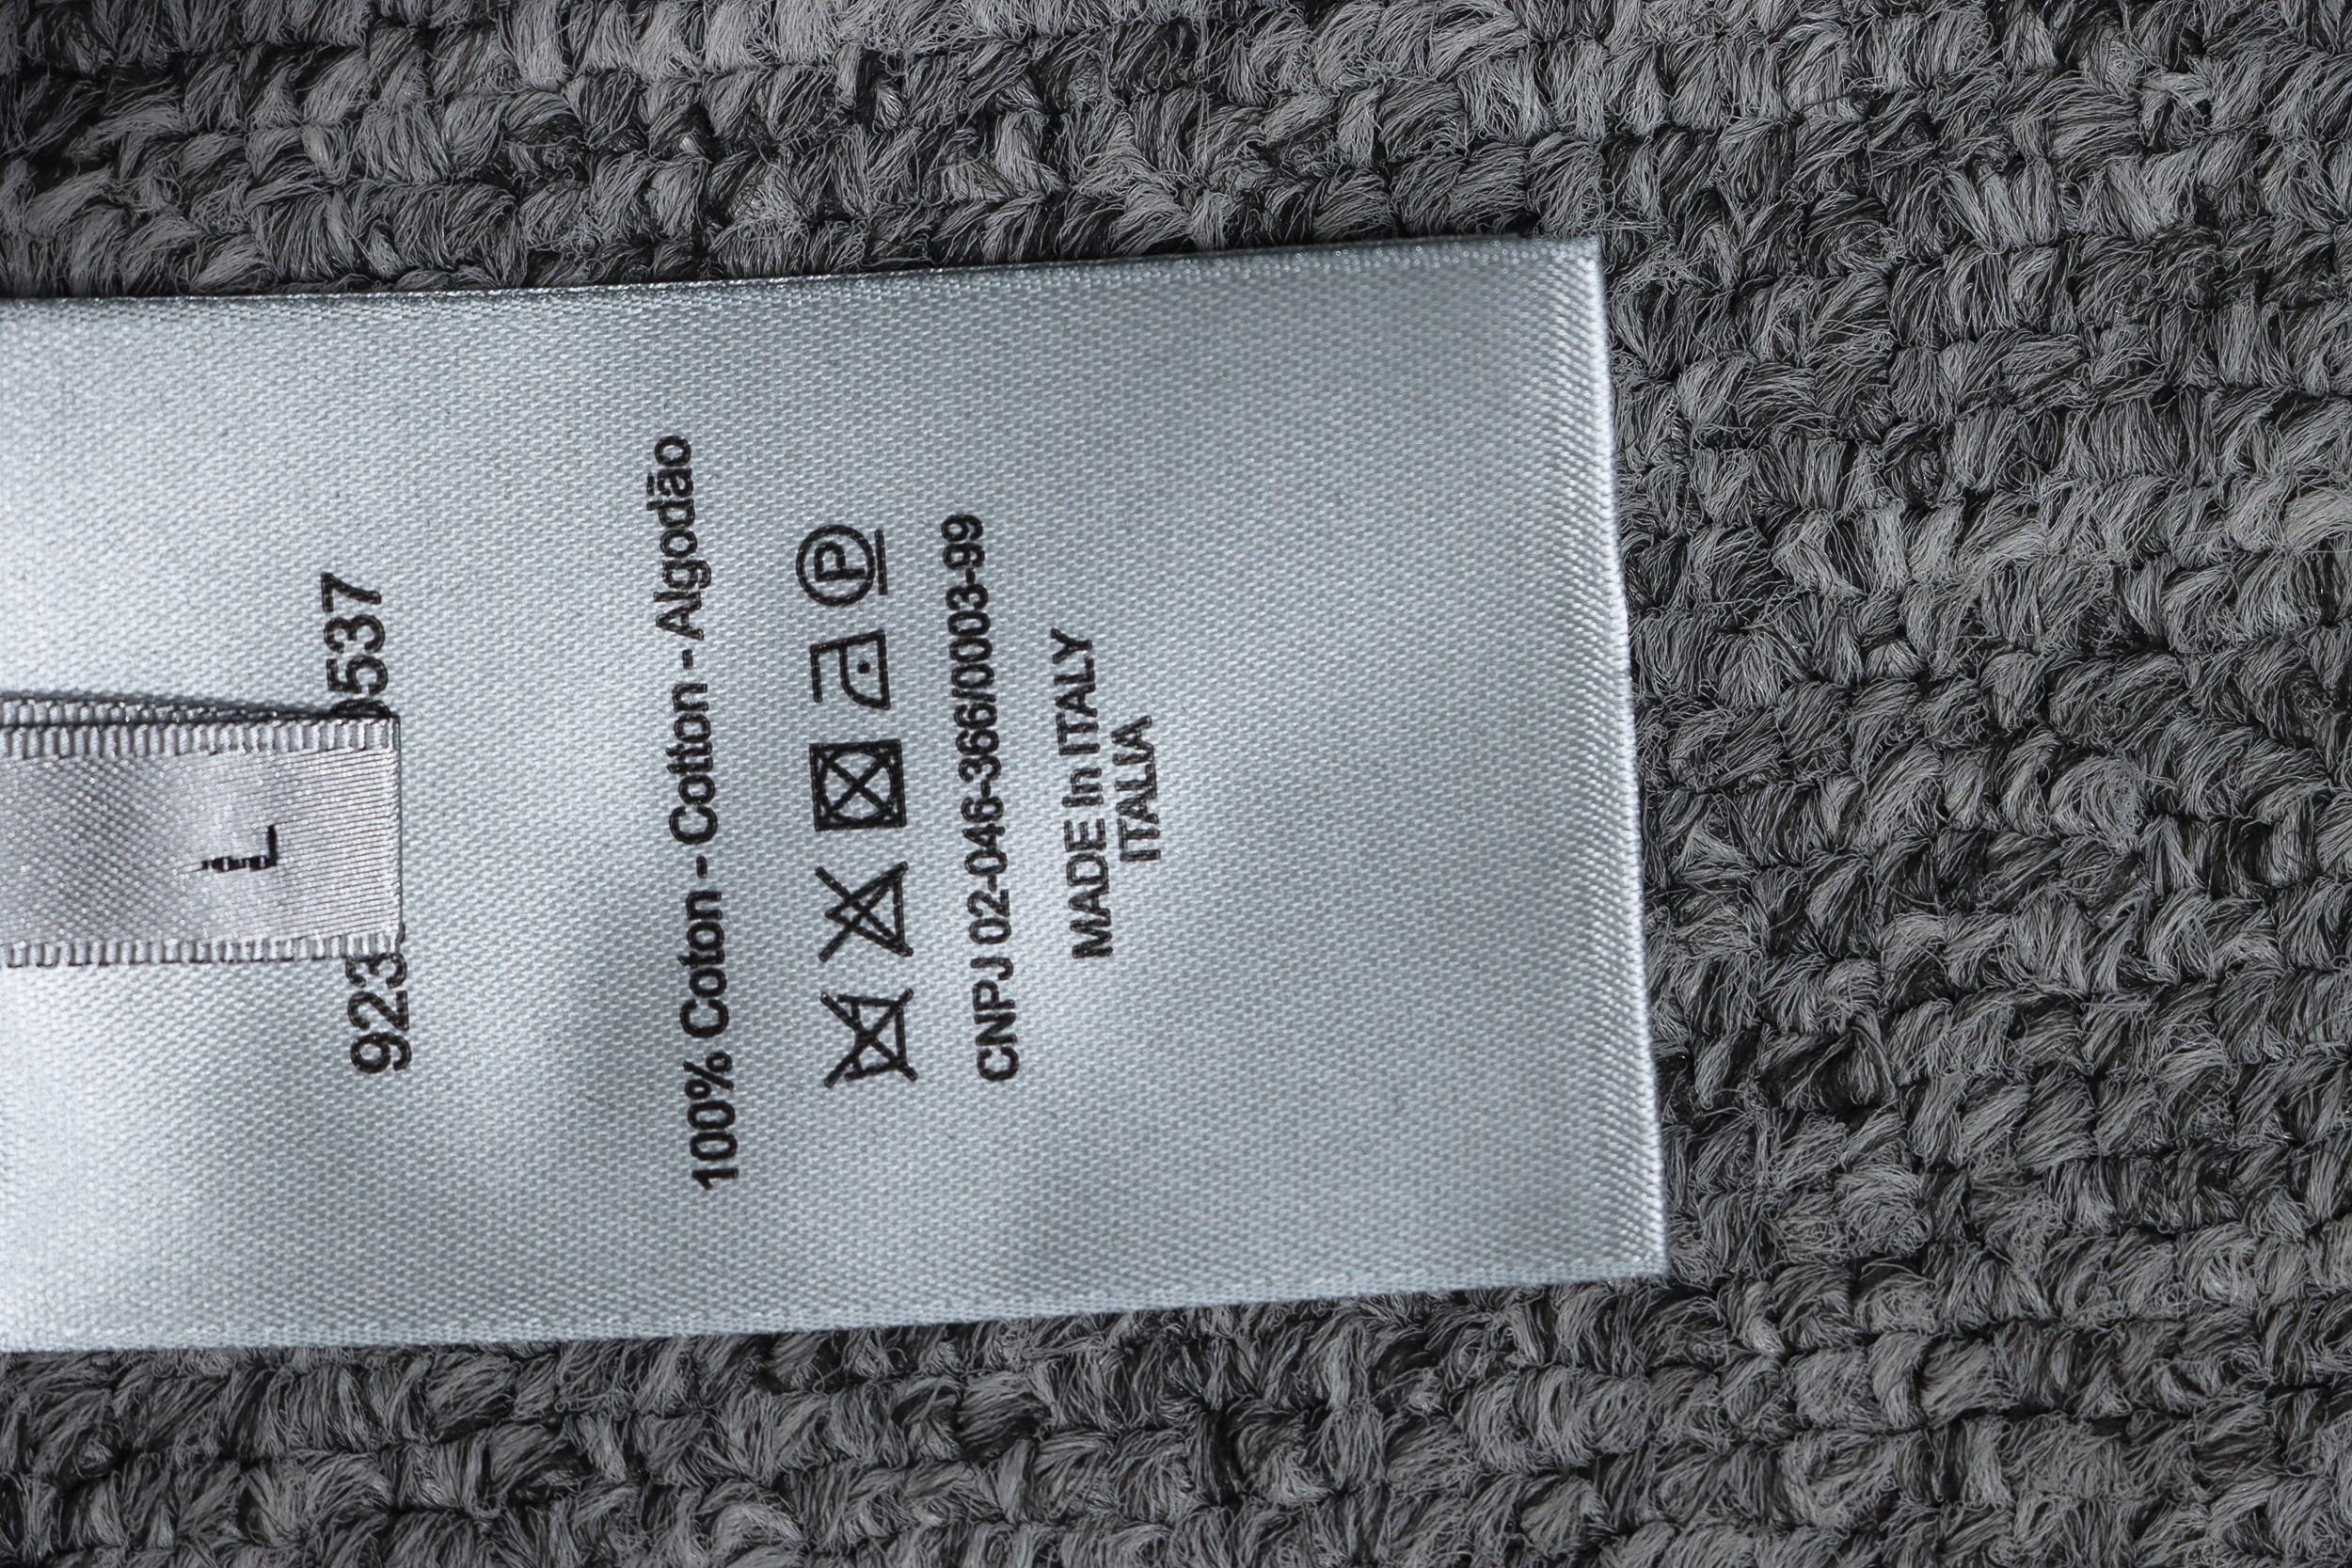 L
923 537
100% Coton - Cotton - Algodão
P
CNPJ 02-046-366/0003-99
MADE In ITALY
ITALIA